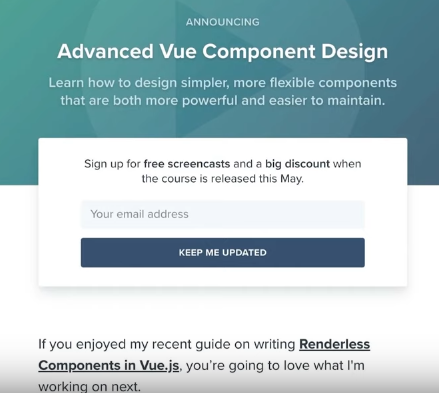 ANNOUNCING
Advanced Vue Component Design
Learn how to design simpler, more flexible components
that are both more powerful and easier to maintain.
Sign up for free screencasts and a big discount when
the course is released this May.
Your email address
KEEP ME UPDATED
If you enjoyed my recent guide on writing Renderless
Components in Vue.js, you're going to love what I'm
working on next.